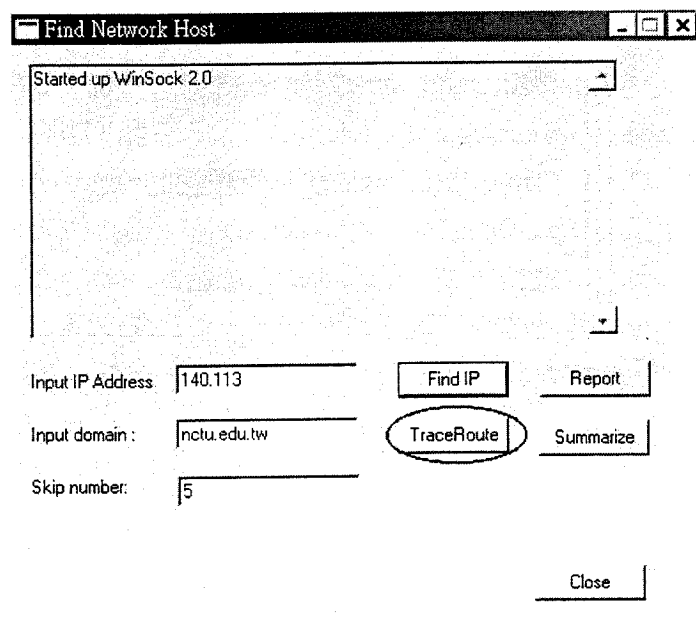 Find Network Host
Started up WinSock 2.0
Input IP Address 140.113 Find IP Report
Input domain : nctu.edu.tw TraceRoute Summarize
Skip number: 5
Close